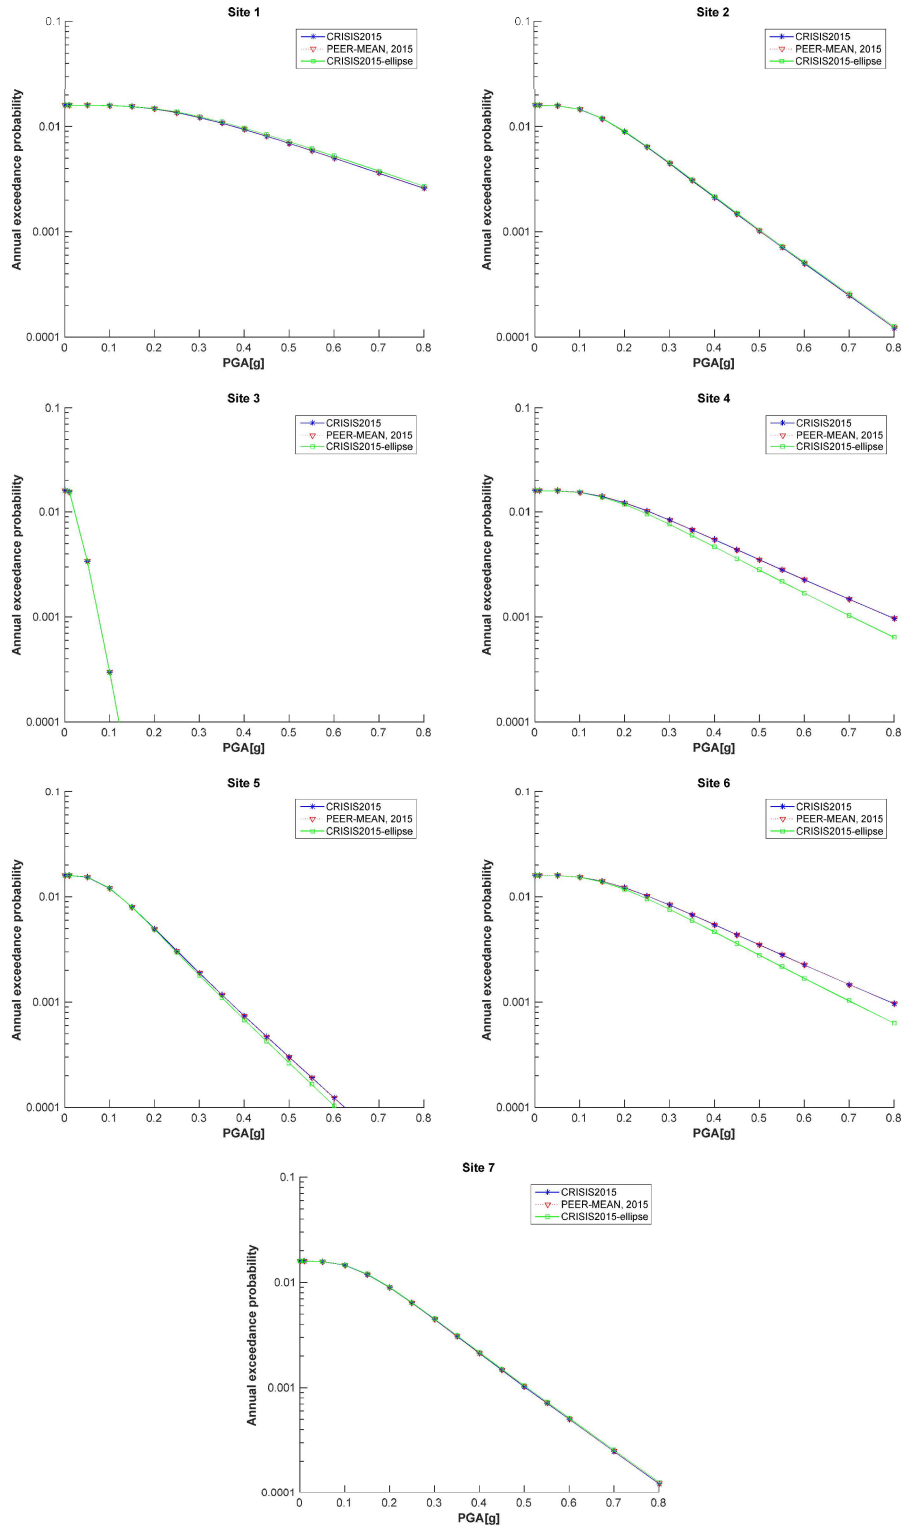 Site 1
0.1
0.01
0.001
0.0001
Annual exceedance probability
CRISIS2015
PEER-MEAN, 2015
CRISIS2015-ellipse
0 0.1 0.2 0.3 0.4 0.5 0.6 0.7 0.8
PGA[g]
Site 2
0.1
0.01
0.001
0.0001
Annual exceedance probability
CRISIS2015
PEER-MEAN, 2015
CRISIS2015-ellipse
0 0.1 0.2 0.3 0.4 0.5 0.6 0.7 0.8
PGA[g]
Site 3
0.1
0.01
0.001
0.0001
Annual exceedance probability
CRISIS2015
PEER-MEAN, 2015
CRISIS2015-ellipse
0 0.1 0.2 0.3 0.4 0.5 0.6 0.7 0.8
PGA[g]
Site 4
0.1
0.01
0.001
0.0001
Annual exceedance probability
CRISIS2015
PEER-MEAN, 2015
CRISIS2015-ellipse
0 0.1 0.2 0.3 0.4 0.5 0.6 0.7 0.8
PGA[g]
Site 5
0.1
0.01
0.001
0.0001
Annual exceedance probability
CRISIS2015
PEER-MEAN, 2015
CRISIS2015-ellipse
0 0.1 0.2 0.3 0.4 0.5 0.6 0.7 0.8
PGA[g]
Site 6
0.1
0.01
0.001
0.0001
Annual exceedance probability
CRISIS2015
PEER-MEAN, 2015
CRISIS2015-ellipse
0 0.1 0.2 0.3 0.4 0.5 0.6 0.7 0.8
PGA[g]
Site 7
0.1
0.01
0.001
0.0001
Annual exceedance probability
CRISIS2015
PEER-MEAN, 2015
CRISIS2015-ellipse
0 0.1 0.2 0.3 0.4 0.5 0.6 0.7 0.8
PGA[g]